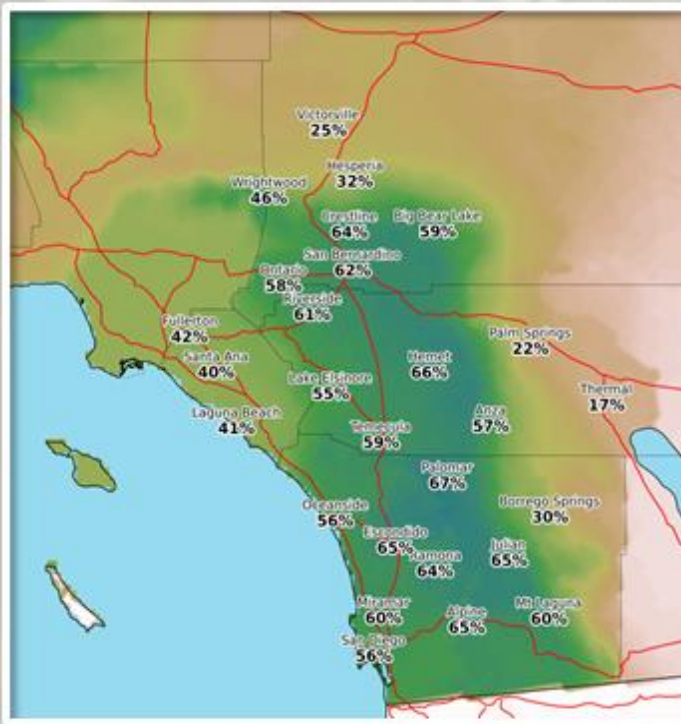 Victorville
25%
Hesperia
32%
Wrightwood
46%
Crestline
64%
Big Bear Lake
59%
San Bernardino
62%
Ontario
58%
Riverside
61%
Fullerton
42%
Palm Springs
22%
Santa Ana
40%
Hemet
66%
Lake Elsinore
55%
Thermal
17%
Laguna Beach
41%
Anza
57%
Temecula
59%
Palomar
67%
Oceanside
56%
Borrego Springs
30%
Escondido
65%
Ramona
64%
Julian
65%
Miramar
60%
Alpine
65%
Mt Laguna
60%
San Diego
56%